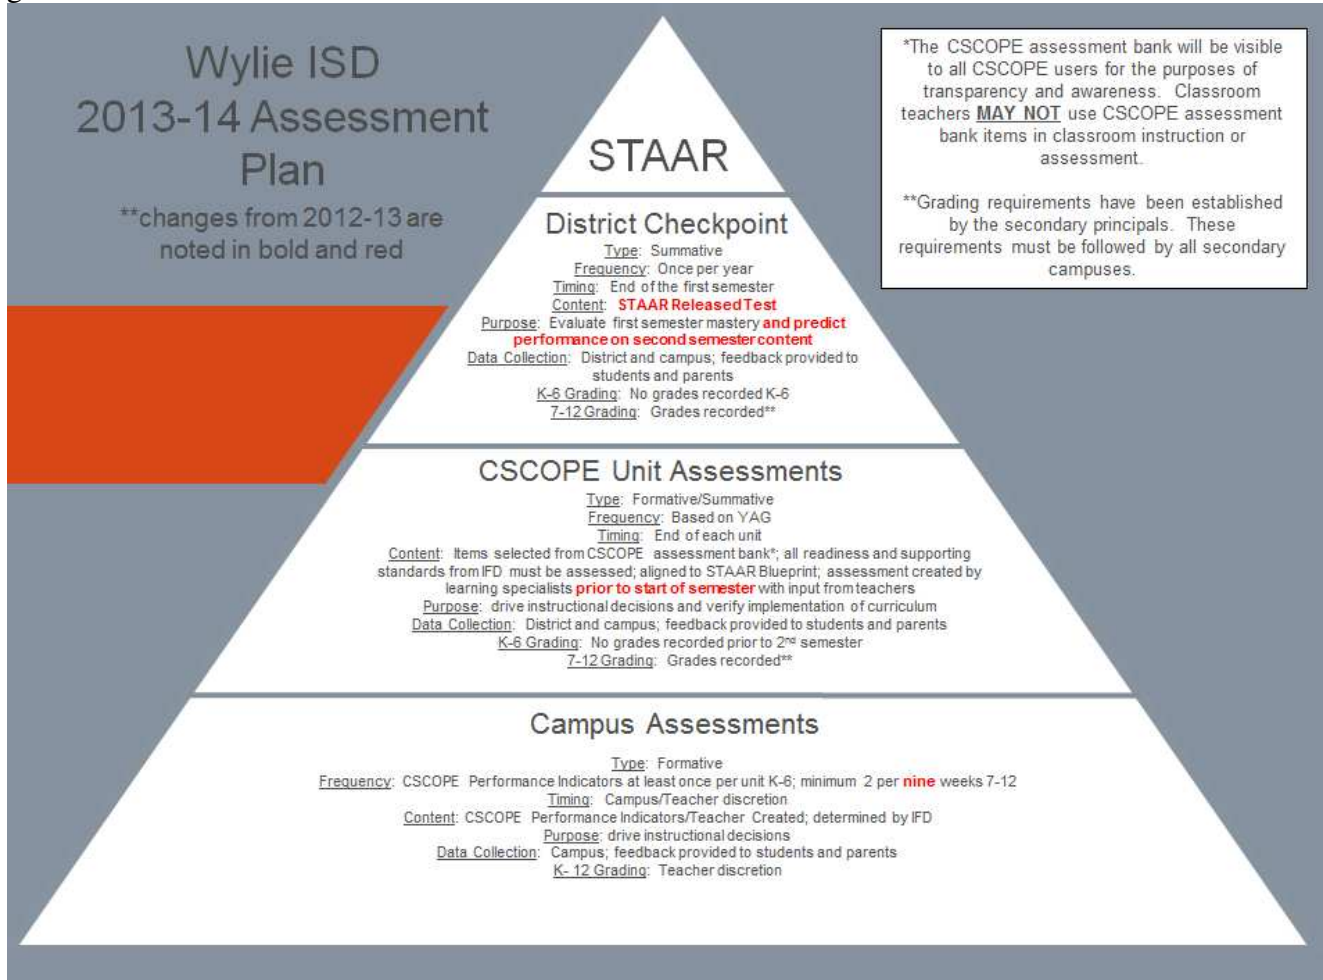 Wylie ISD
2013-14 Assessment
Plan
**changes from 2012-13 are
noted in bold and red
*The CSCOPE assessment bank will be visible
to all CSCOPE users for the purposes of
transparency and awareness. Classroom
teachers MAY NOT use CSCOPE assessment
bank items in classroom instruction or
assessment.
**Grading requirements have been established
by the secondary principals. These
requirements must be followed by all secondary
campuses.
STAAR
District Checkpoint
Type: Summative
Frequency: Once per year
Timing: End of the first semester
Content: STAAR Released Test
Purpose: Evaluate first semester mastery and predict
performance on second semester content
Data Collection: District and campus; feedback provided to
students and parents
K-6 Grading: No grades recorded K-6
7-12 Grading: Grades recorded**
CSCOPE Unit Assessments
Type: Formative/Summative
Frequency: Based on YAG
Timing: End of each unit
Content: Items selected from CSCOPE assessment bank*; all readiness and supporting
standards from IFD must be assessed; aligned to STAAR Blueprint; assessment created by
learning specialists prior to start of semester with input from teachers
Purpose: drive instructional decisions and verify implementation of curriculum
Data Collection: District and campus; feedback provided to students and parents
K-6 Grading: No grades recorded prior to 2nd semester
7-12 Grading: Grades recorded**
Campus Assessments
Type: Formative
Frequency: CSCOPE Performance Indicators at least once per unit K-6; minimum 2 per nine weeks 7-12
Timing: Campus/Teacher discretion
Content: CSCOPE Performance Indicators/Teacher Created; determined by IFD
Purpose: drive instructional decisions
Data Collection: Campus; feedback provided to students and parents
K- 12 Grading: Teacher discretion